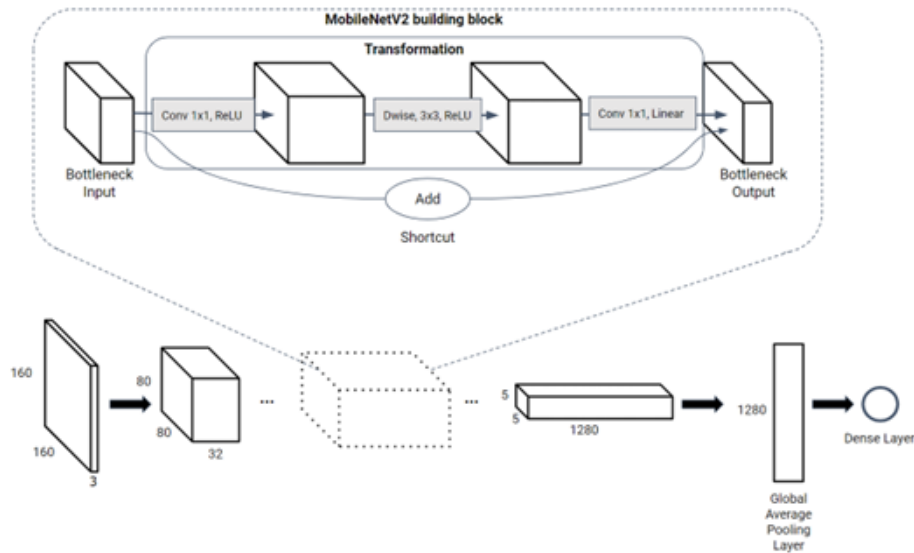 MobileNetV2 building block
Transformation
Conv 1x1, ReLU
Dwise, 3x3, ReLU
Conv 1x1, Linear
Bottleneck
Input
Add
Shortcut
Bottleneck
Output
160
160
3
80
80
32
...
...
5
5
1280
1280
Global
Average
Pooling
Layer
Dense Layer